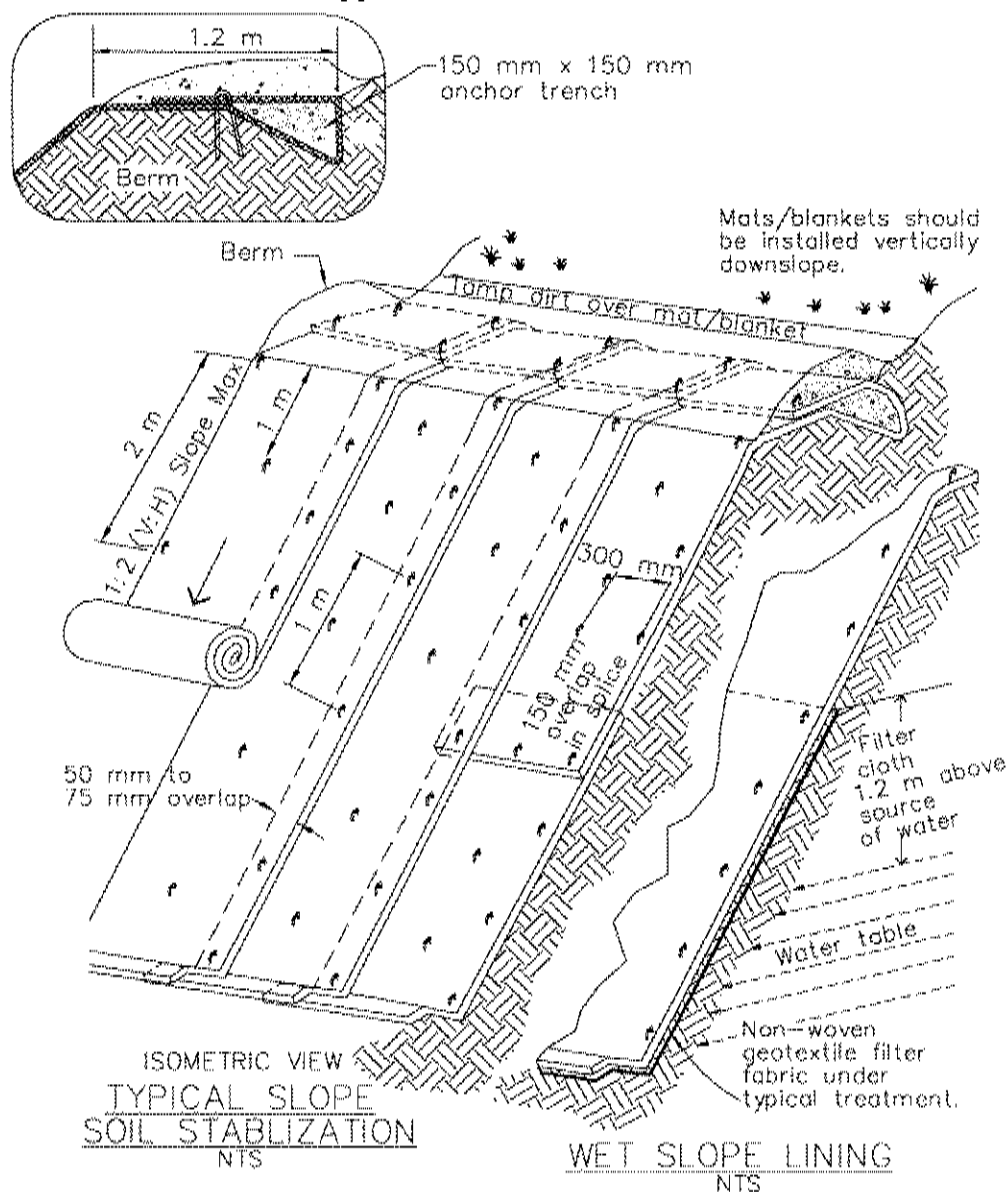 1.2 m
150 mm x 150 mm
anchor trench
Berm
Mats/blankets should
be installed vertically
downslope.
Berm
Tamp dirt over mat/blanket
2 m
1 m
1:2 (V:H) Slope Max
300 mm
1 m
150 mm
overlap
in splice
50 mm to
75 mm overlap
Filter
cloth
1.2 m above
source
of water
Water table
Non-woven
geotextile filter
fabric under
typical treatment.
ISOMETRIC VIEW
TYPICAL SLOPE
SOIL STABLIZATION
NTS
WET SLOPE LINING
NTS